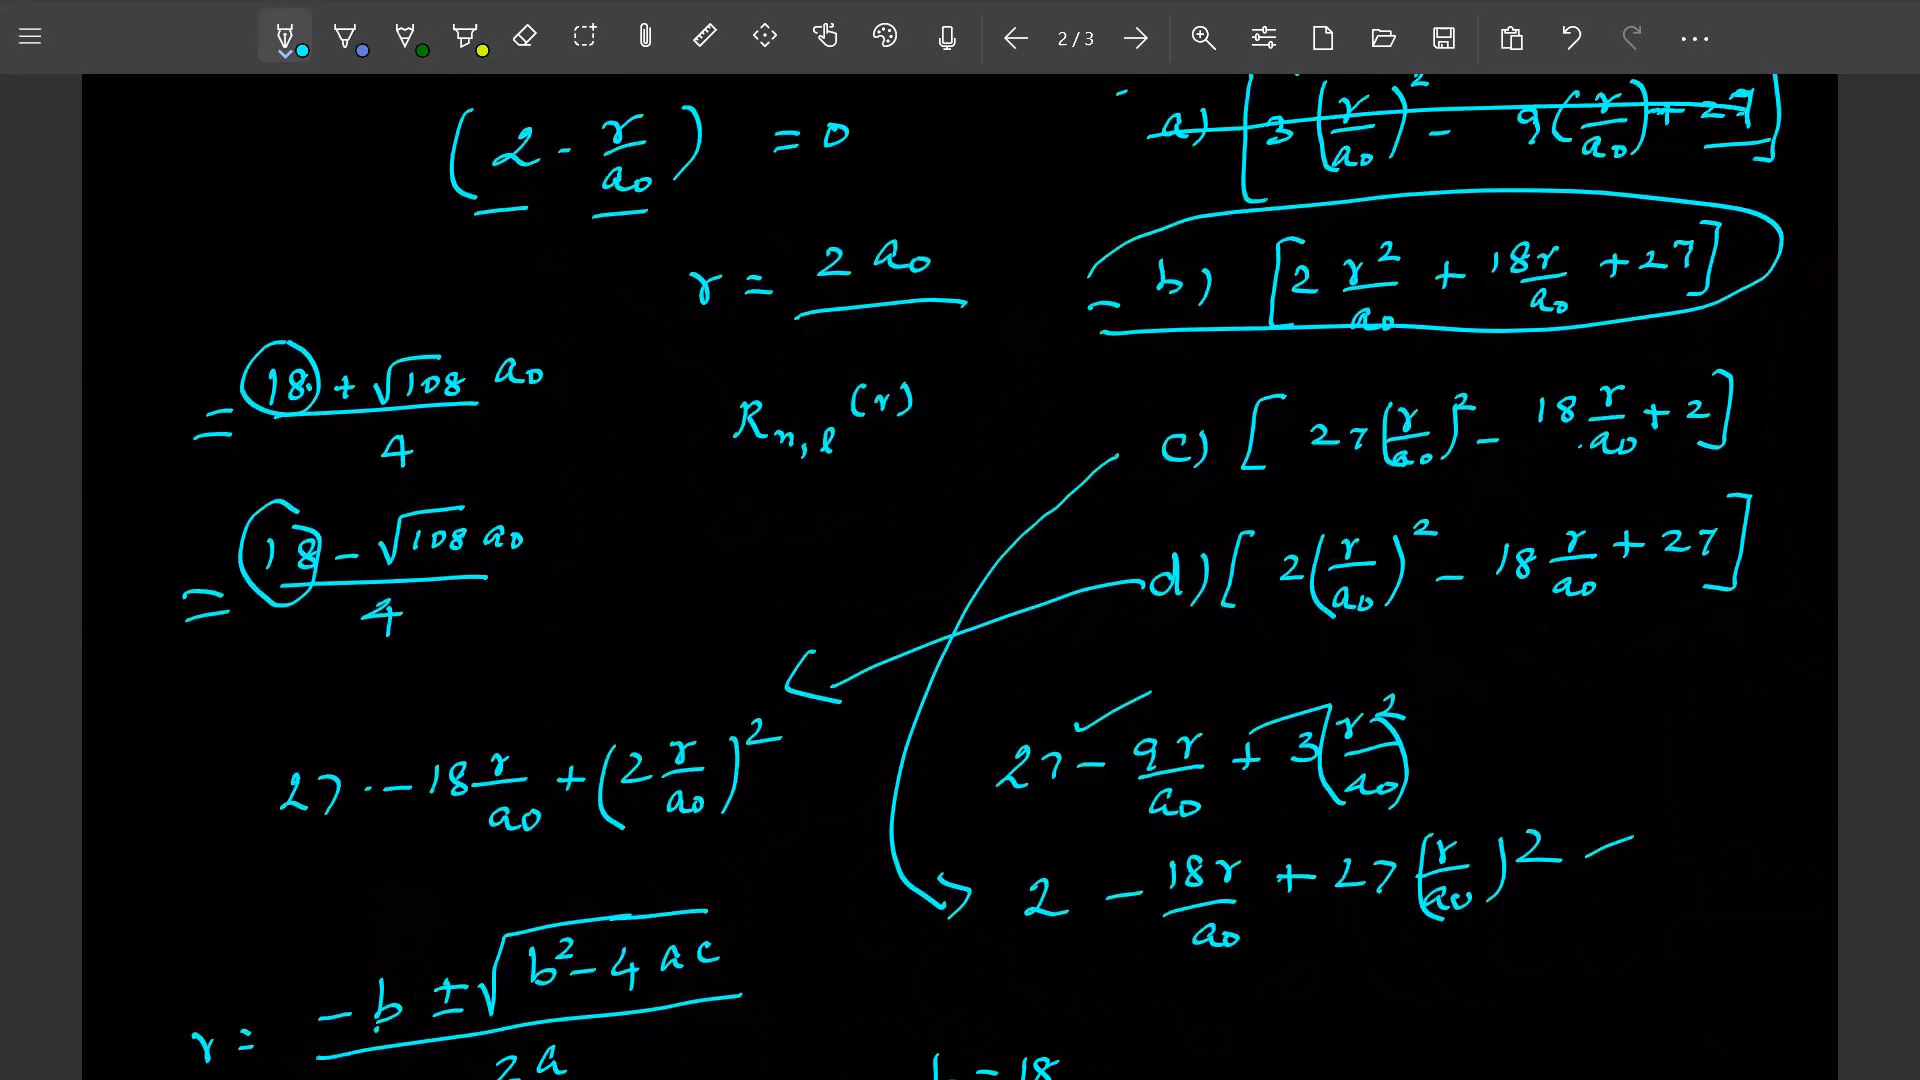 2 / 3
(2 - r/a₀) = 0
r = 2 a₀
= (18 + √108 a₀)/4
R n,l (r)
= (18 - √108 a₀)/4
a) [3 (r/a₀)² - 9 (r/a₀) + 27]
b) [2 r²/a₀ + 18r/a₀ + 27]
c) [27 (r/a₀)² - 18 r/a₀ + 2]
d) [2 (r/a₀)² - 18 r/a₀ + 27]
27 - 18 r/a₀ + (2 r/a₀)²
27 - 9r/a₀ + 3 (r²/a₀)
2 - 18r/a₀ + 27 (r/a₀)²
r = (-b ± √(b² - 4ac))/2a
= 18